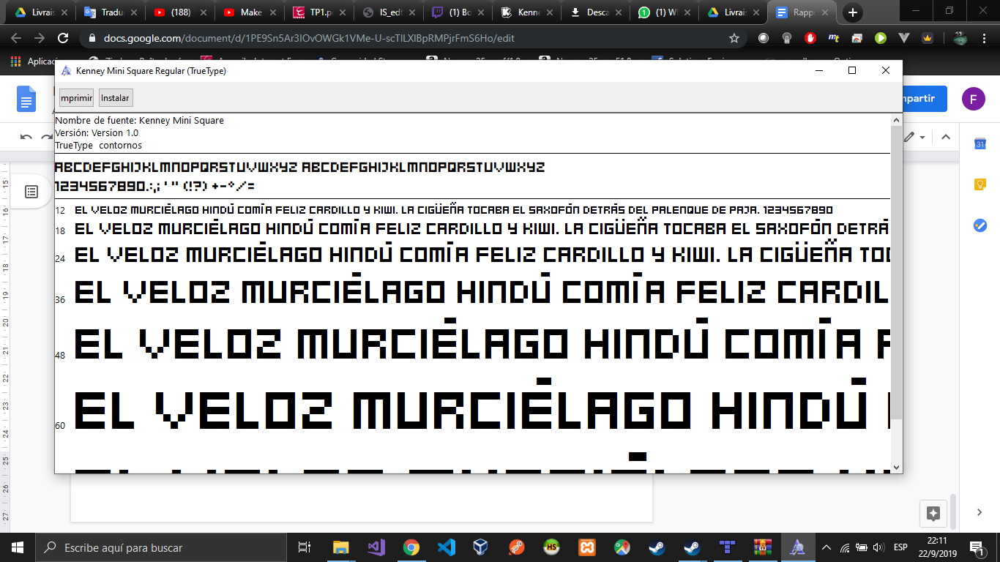 Livrais
Tradu
(188)
Make
TP1.p
IS_edt
(1) Bo
Kenne
Desca
(1) W
Livrais
Rappo
docs.google.com/document/d/1PE9Sn5Ar3IOvOWGk1VMe-U-scTlLXlBpRMPjrFmS6Ho/edit
Aplicac
Kenney Mini Square Regular (TrueType)
mprimir
Instalar
mpartir
F
Nombre de fuente: Kenney Mini Square
Versión: Version 1.0
TrueType contornos
ABCDEFGHIJKLMNOPQRSTUVWXYZ ABCDEFGHIJKLMNOPQRSTUVWXYZ
1234567890.:,; ' " (!?) +-*/=
12 EL VELOZ MURCIÉLAGO HINDÚ COMÍA FELIZ CARDILLO Y KIWI. LA CIGÜEÑA TOCABA EL SAXOFÓN DETRÁS DEL PALENQUE DE PAJA. 1234567890
18 EL VELOZ MURCIÉLAGO HINDÚ COMÍA FELIZ CARDILLO Y KIWI. LA CIGÜEÑA TOCABA EL SAXOFÓN DETRÁ
24 EL VELOZ MURCIÉLAGO HINDÚ COMÍA FELIZ CARDILLO Y KIWI. LA CIGÜEÑA TOC
36 EL VELOZ MURCIÉLAGO HINDÚ COMÍA FELIZ CARDIL
48 EL VELOZ MURCIÉLAGO HINDÚ COMÍA F
60 EL VELOZ MURCIÉLAGO HINDÚ
15
16
17
18
19
20
21
22
23
24
25
26
27
31
Escribe aquí para buscar
ESP
22:11
22/9/2019
1